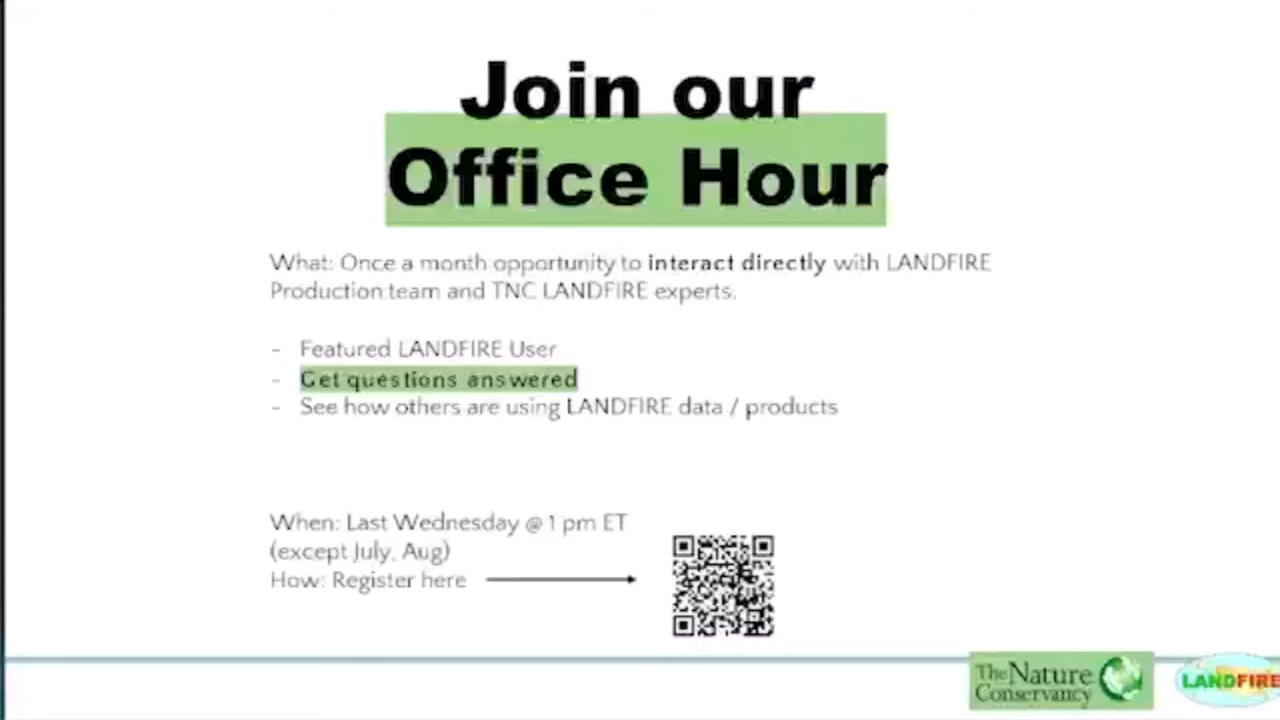 Join our
Office Hour
What: Once a month opportunity to interact directly with LANDFIRE
Production team and TNC LANDFIRE experts.
- Featured LANDFIRE User
- Get questions answered
- See how others are using LANDFIRE data / products
When: Last Wednesday @ 1 pm ET
(except July, Aug)
How: Register here
The Nature
Conservancy
LANDFIRE